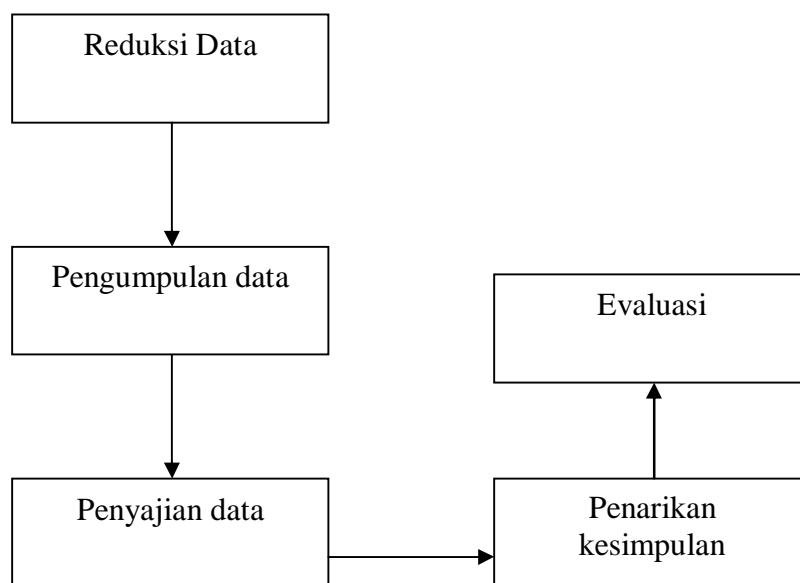 Reduksi Data
Pengumpulan data
Penyajian data
Penarikan
kesimpulan
Evaluasi